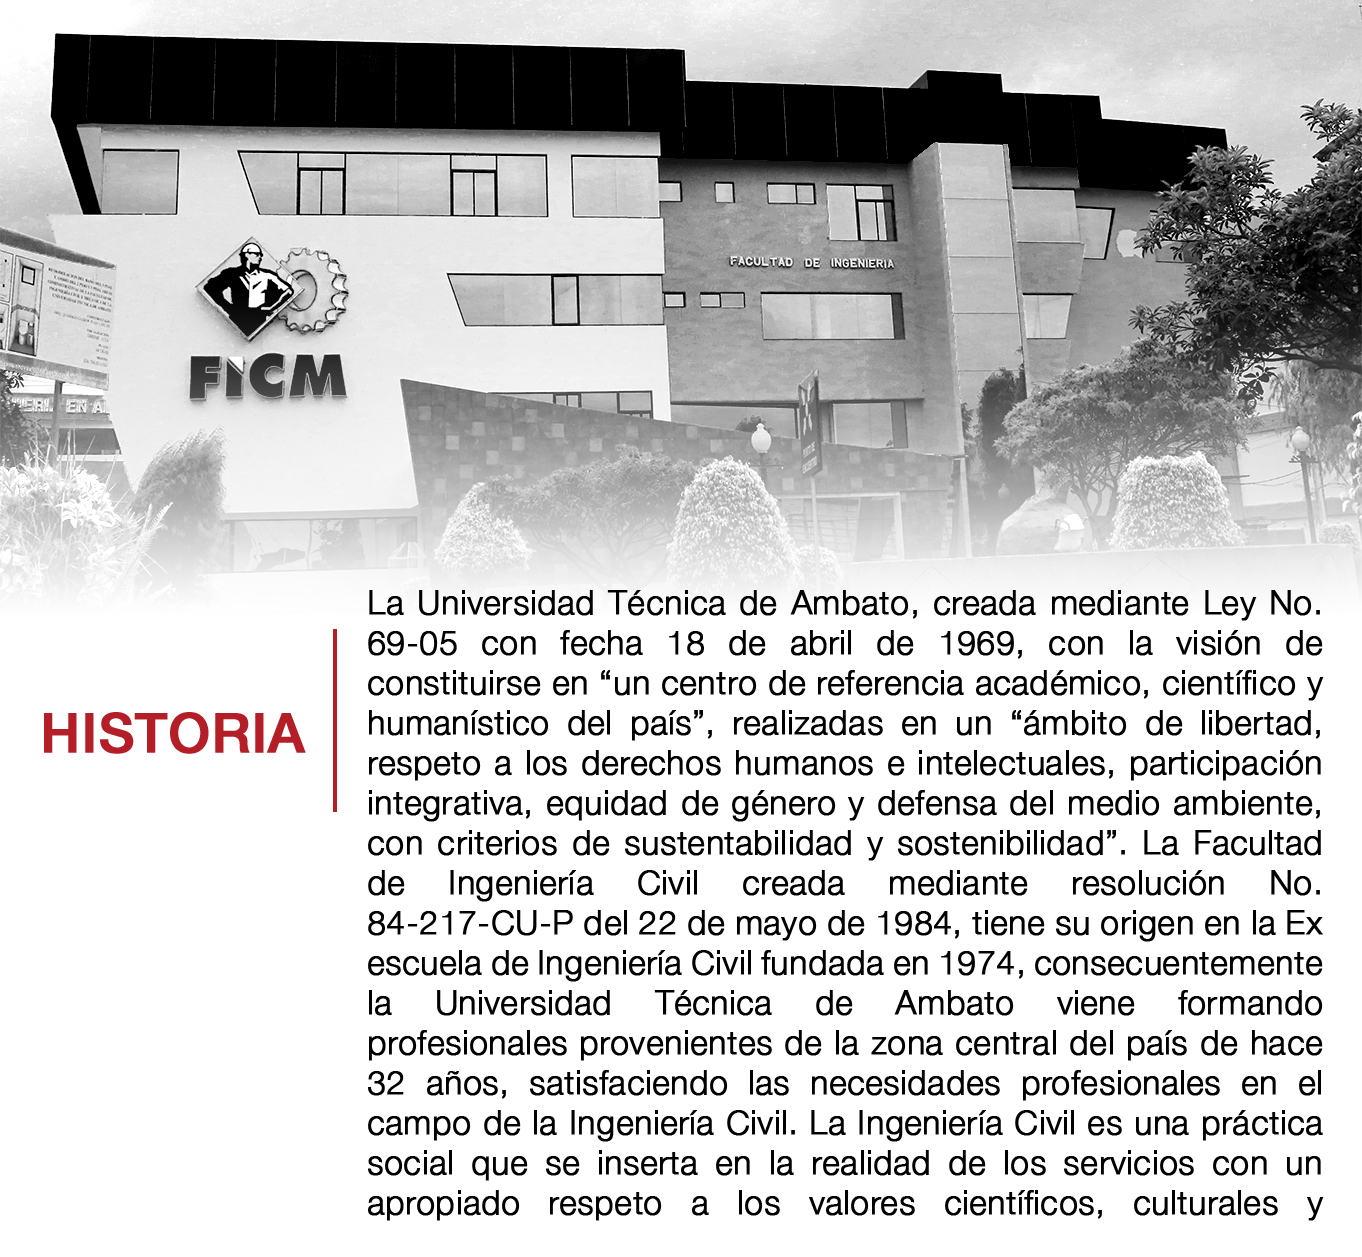 FACULTAD DE INGENIERIA
FICM
HISTORIA
La Universidad Técnica de Ambato, creada mediante Ley No.
69-05 con fecha 18 de abril de 1969, con la visión de
constituirse en “un centro de referencia académico, científico y
humanístico del país”, realizadas en un “ámbito de libertad,
respeto a los derechos humanos e intelectuales, participación
integrativa, equidad de género y defensa del medio ambiente,
con criterios de sustentabilidad y sostenibilidad”. La Facultad
de Ingeniería Civil creada mediante resolución No.
84-217-CU-P del 22 de mayo de 1984, tiene su origen en la Ex
escuela de Ingeniería Civil fundada en 1974, consecuentemente
la Universidad Técnica de Ambato viene formando
profesionales provenientes de la zona central del país de hace
32 años, satisfaciendo las necesidades profesionales en el
campo de la Ingeniería Civil. La Ingeniería Civil es una práctica
social que se inserta en la realidad de los servicios con un
apropiado respeto a los valores científicos, culturales y